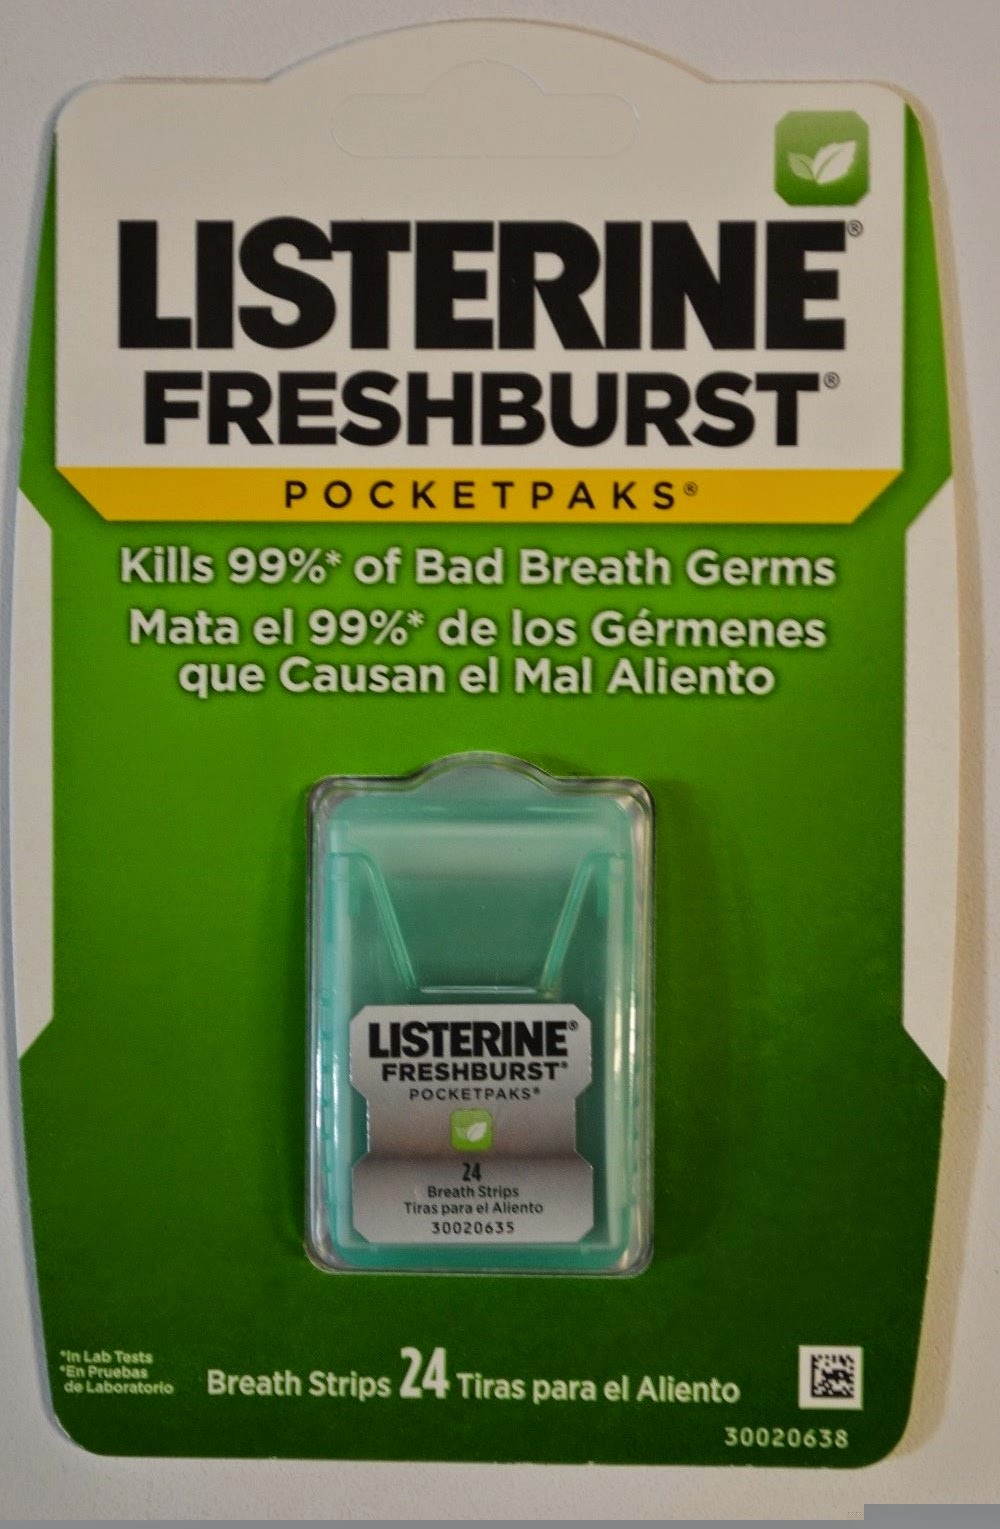 LISTERINE®
FRESHBURST®
POCKETPAKS®
Kills 99%* of Bad Breath Germs
Mata el 99%* de los Gérmenes
que Causan el Mal Aliento
LISTERINE®
FRESHBURST®
POCKETPAKS®
24
Breath Strips
Tiras para el Aliento
30020635
*In Lab Tests
*En Pruebas
de Laboratorio
Breath Strips 24 Tiras para el Aliento
30020638